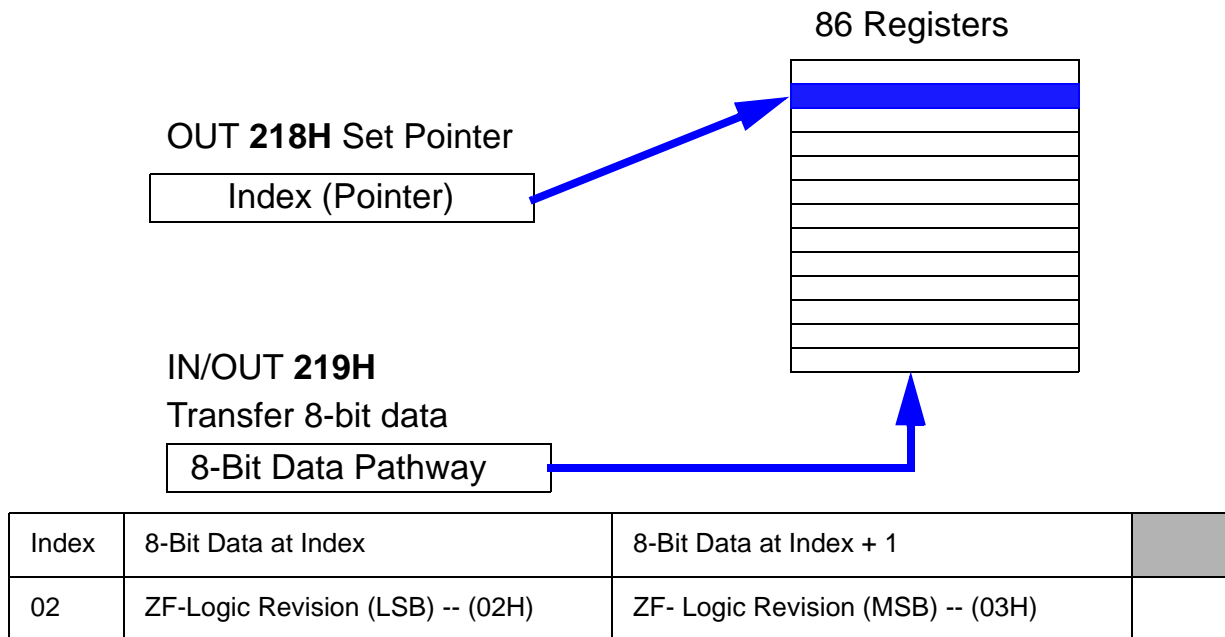 86 Registers
OUT 218H Set Pointer
Index (Pointer)
IN/OUT 219H
Transfer 8-bit data
8-Bit Data Pathway
Index 8-Bit Data at Index 8-Bit Data at Index + 1
02 ZF-Logic Revision (LSB) -- (02H) ZF- Logic Revision (MSB) -- (03H)